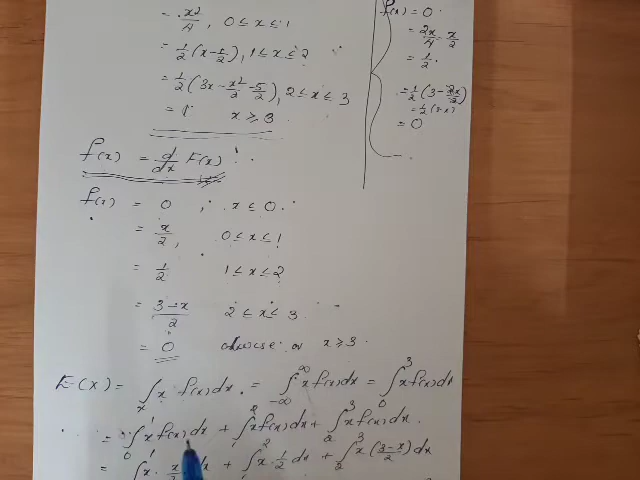 = x²/4, 0 ≤ x ≤ 1
= 1/2 (x - 1/2), 1 ≤ x ≤ 2
= 1/2 (3x - x²/2 - 5/2), 2 ≤ x ≤ 3
= 1 x ≥ 3
f(x) = d/dx F(x)
f(x) = 0, x ≤ 0.
= x/2, 0 ≤ x ≤ 1
= 1/2 1 ≤ x ≤ 2
= (3-x)/2 2 ≤ x ≤ 3
= 0 x ≥ 3.
E(X) = ∫_x x f(x) dx. = ∫_{-∞}^{∞} x f(x) dx = ∫_0^3 x f(x) dx
= ∫_0^1 x f(x) dx + ∫_1^2 x f(x) dx + ∫_2^3 x f(x) dx.
= ∫_0^1 x · x/2 dx + ∫_1^2 x · 1/2 dx + ∫_2^3 x (3-x/2) dx
f(x) = 0
= 2x/4 = x/2
= 1/2.
= 1/2 (3 - 2x/2)
= 1/2 (3-x)
= 0